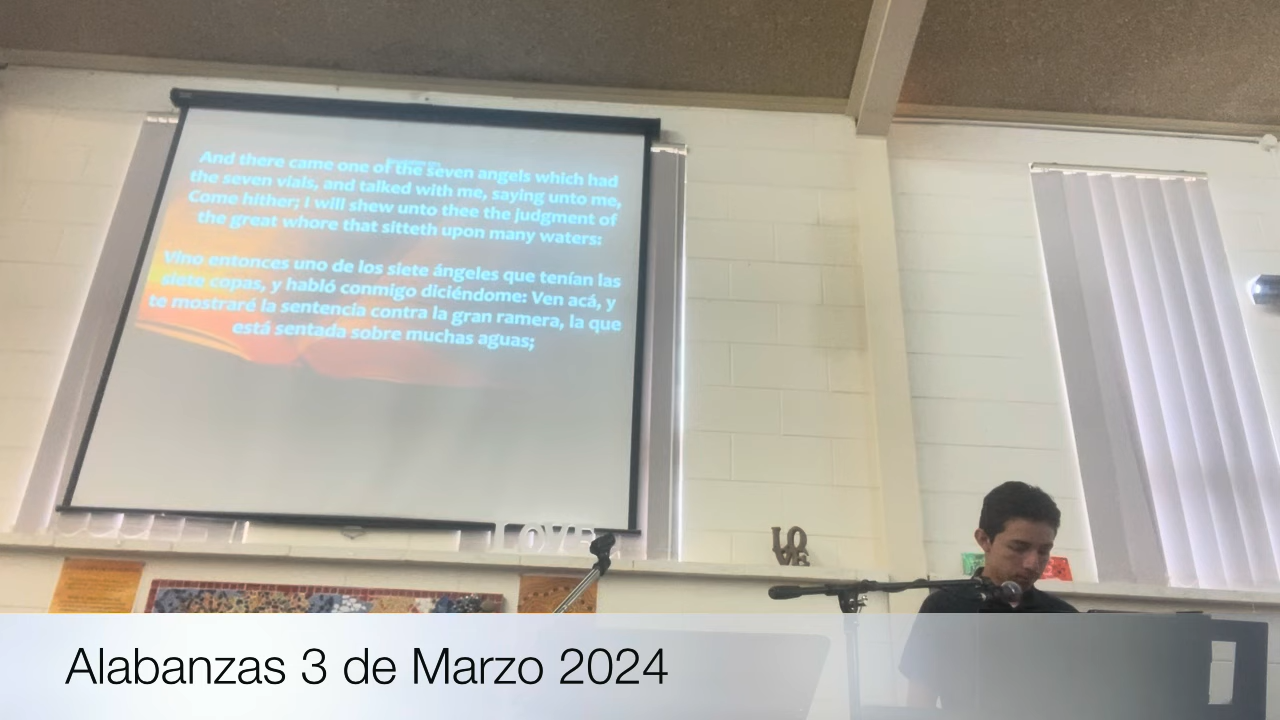 And there came one of the seven angels which had
the seven vials, and talked with me, saying unto me,
Come hither; I will shew unto thee the judgment of
the great whore that sitteth upon many waters:
Vino entonces uno de los siete ángeles que tenían las
siete copas, y habló conmigo diciéndome: Ven acá, y
te mostraré la sentencia contra la gran ramera, la que
está sentada sobre muchas aguas;
LOVE
LO
VE
Alabanzas 3 de Marzo 2024